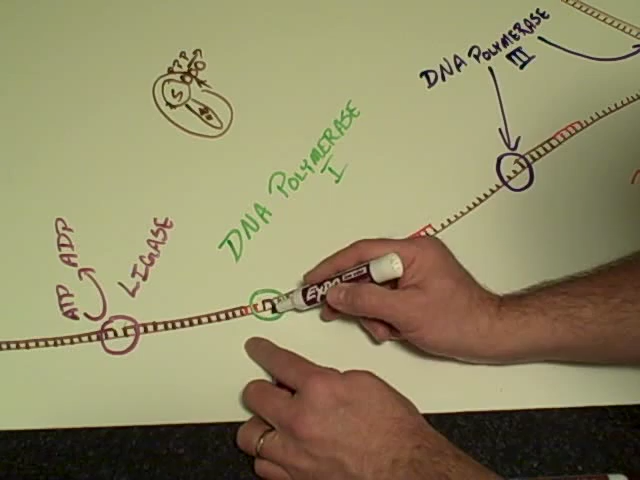 P P P
S
DNA POLYMERASE
III
DNA POLYMERASE
I
ATP ADP
LIGASE
EXPO